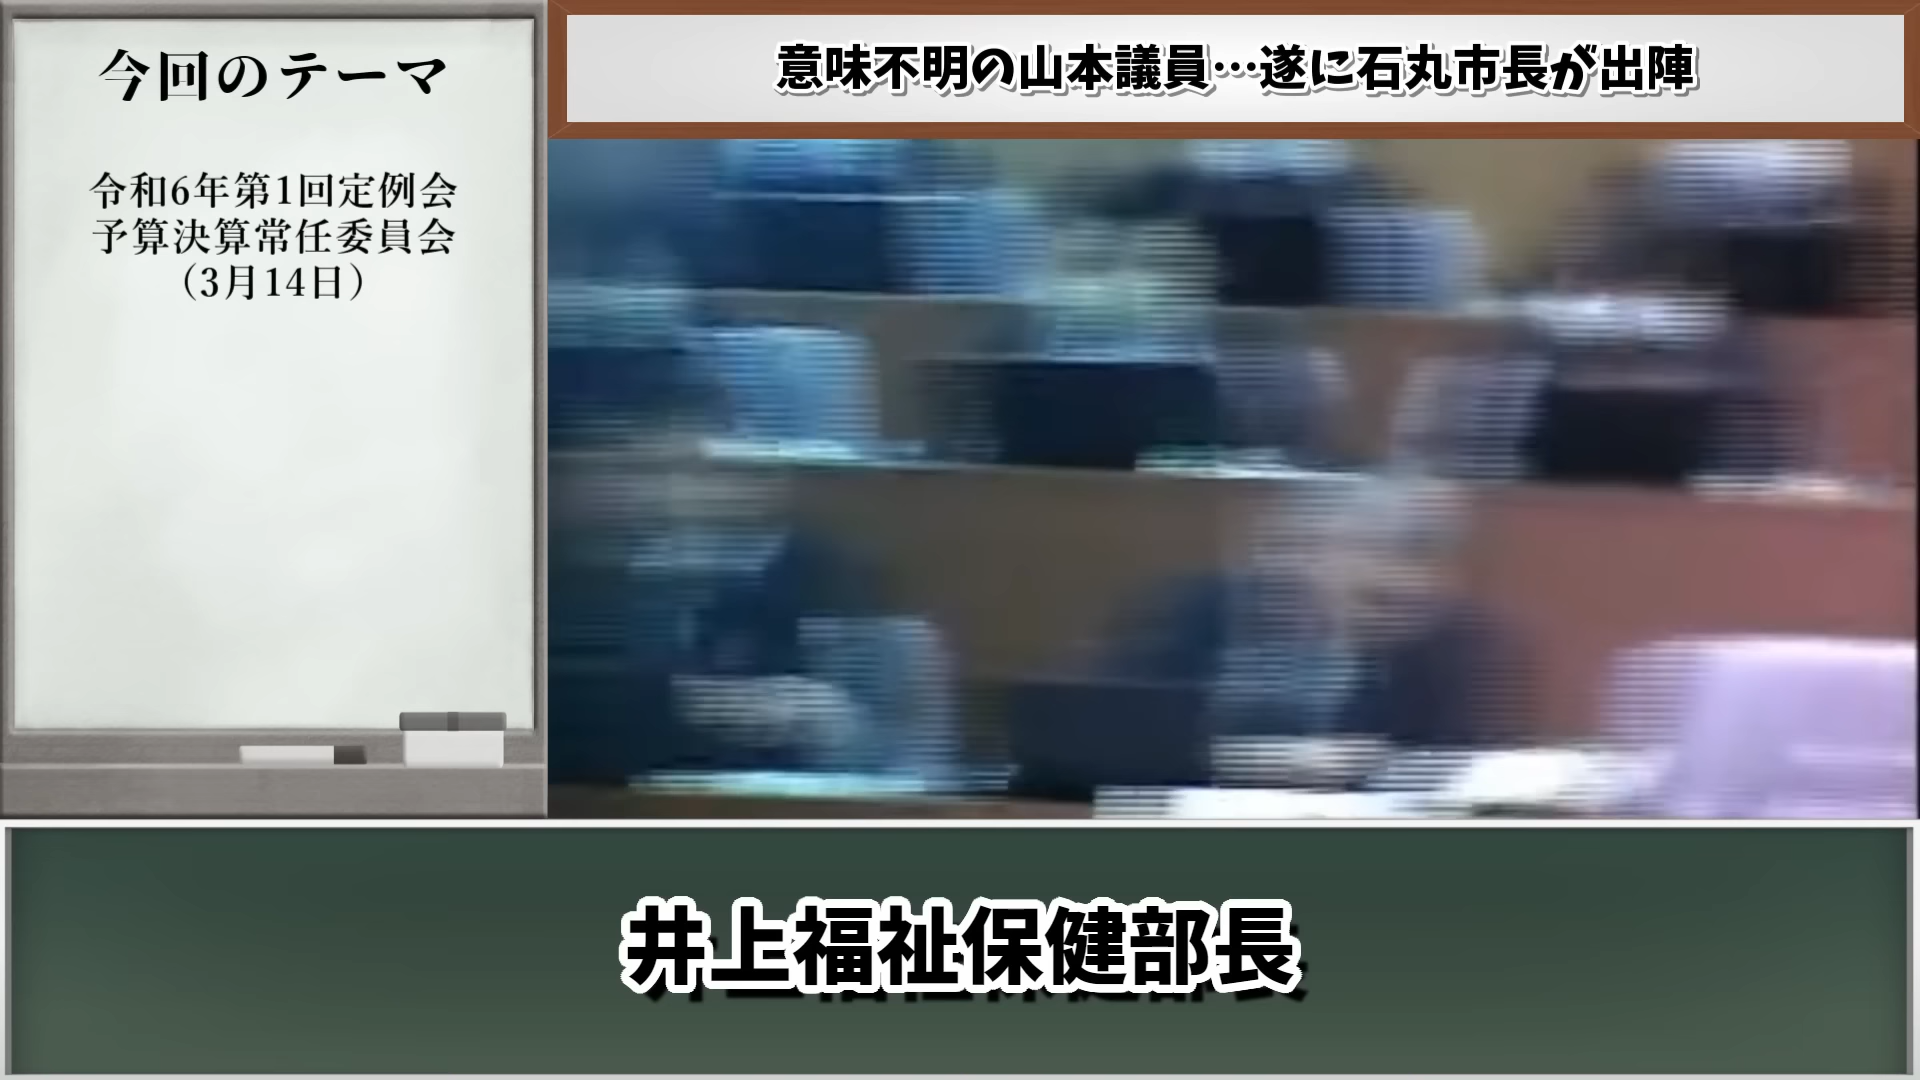 今回のテーマ
令和6年第1回定例会
予算決算常任委員会
（3月14日）
意味不明の山本議員…遂に石丸市長が出陣
井上福祉保健部長